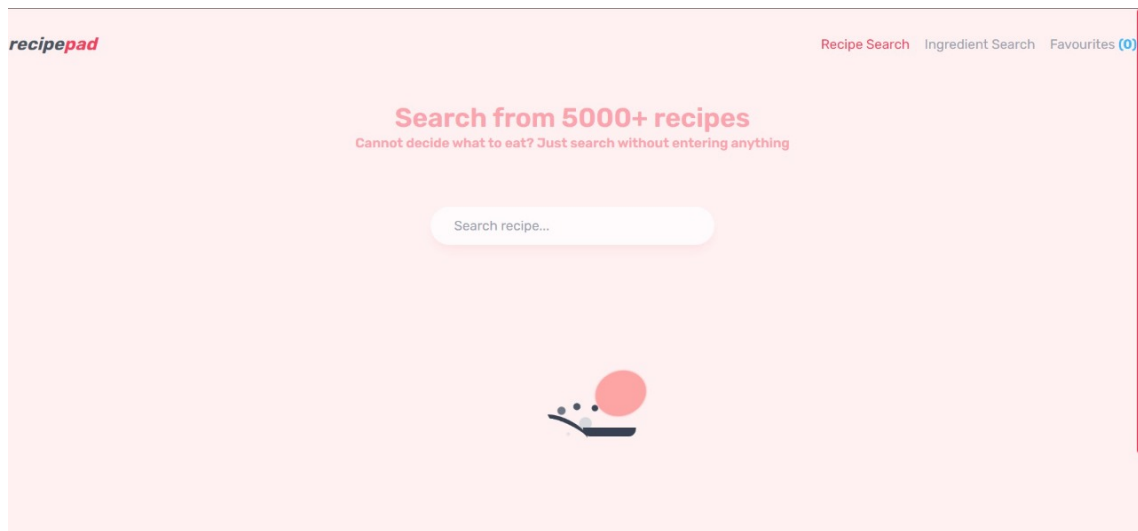 recipepad
Recipe Search Ingredient Search Favourites (0)
Search from 5000+ recipes
Cannot decide what to eat? Just search without entering anything
Search recipe...